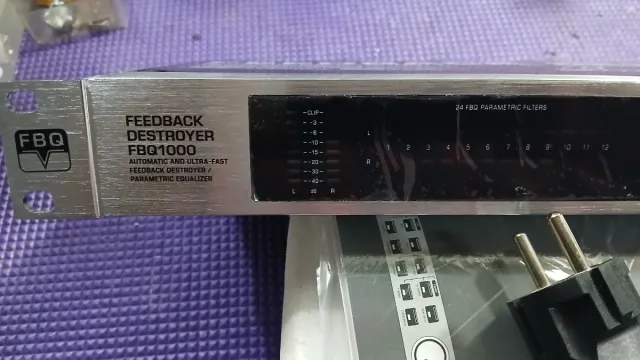 FBQ
FEEDBACK
DESTROYER
FBQ1000
AUTOMATIC AND ULTRA-FAST
FEEDBACK DESTROYER /
PARAMETRIC EQUALIZER
CLIP
-3
-6
-10
-15
-20
-30
-40
L dB R
24 FBQ PARAMETRIC FILTERS
L
1 2 3 4 5 6 7 8 9 10 11 12
R